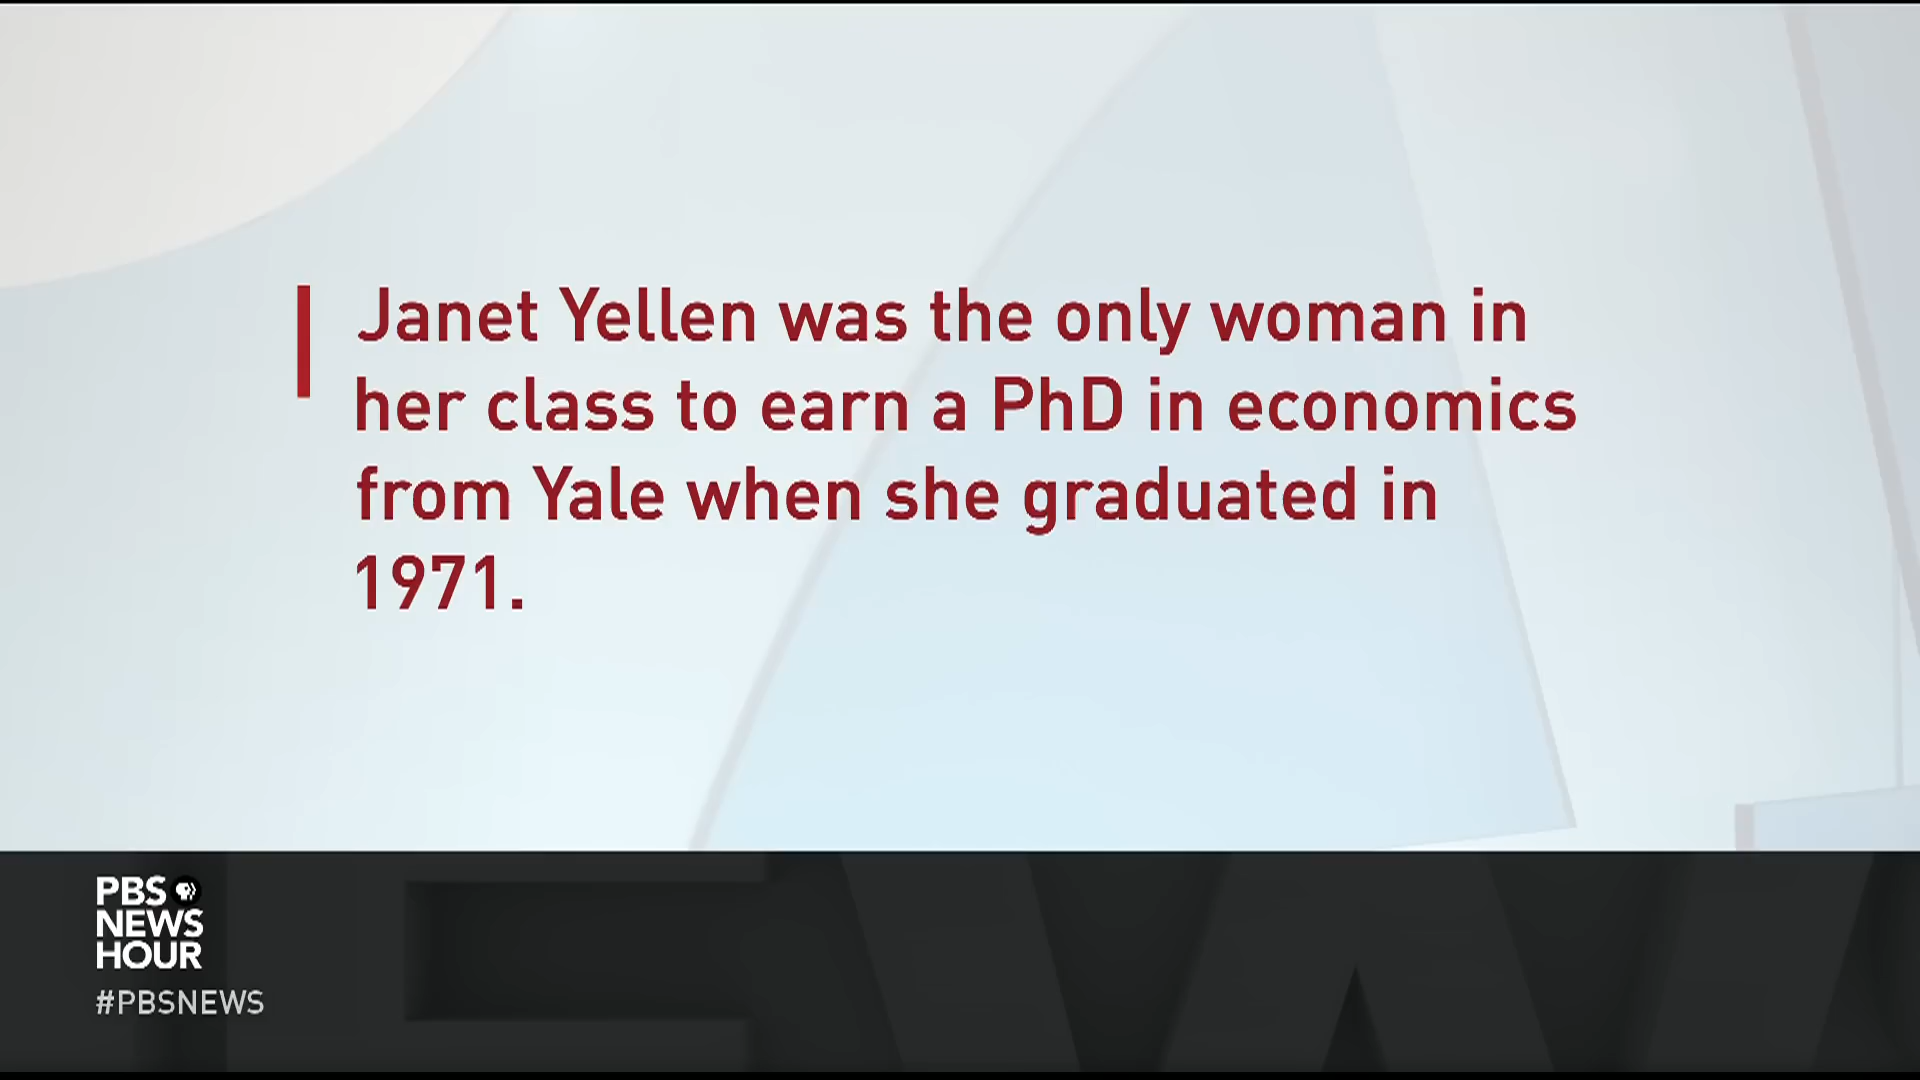 Janet Yellen was the only woman in
her class to earn a PhD in economics
from Yale when she graduated in
1971.
PBS
NEWS
HOUR
#PBSNEWS